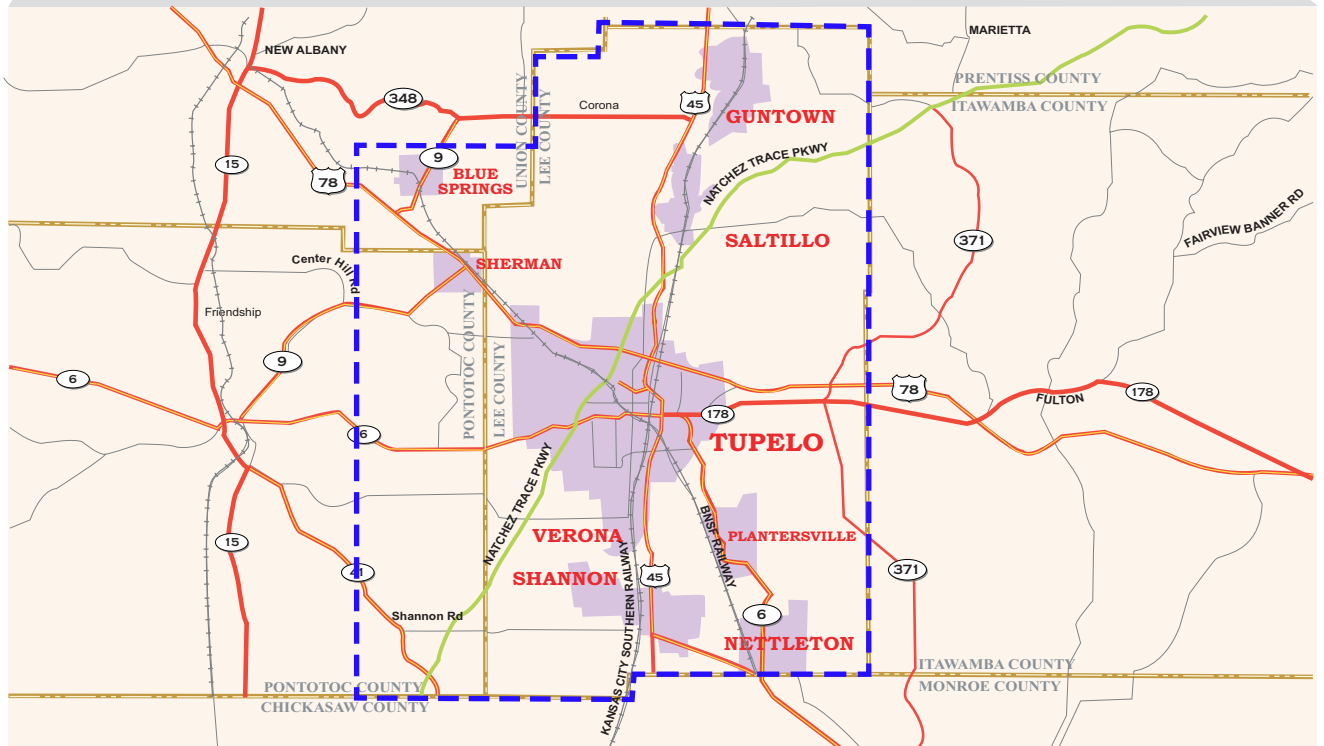 NEW ALBANY
MARIETTA
PRENTISS COUNTY
ITAWAMBA COUNTY
348
Corona
45
GUNTOWN
UNION COUNTY
LEE COUNTY
15
9
78
BLUE
SPRINGS
NATCHEZ TRACE PKWY
FAIRVIEW BANNER RD
SALTILLO
371
Center Hill Rd
SHERMAN
Friendship
PONTOTOC COUNTY
LEE COUNTY
9
6
78
178
FULTON
178
6
TUPELO
NATCHEZ TRACE PKWY
BNSF RAILWAY
VERONA
PLANTERSVILLE
15
41
SHANNON
45
371
KANSAS CITY SOUTHERN RAILWAY
Shannon Rd
6
NETTLETON
ITAWAMBA COUNTY
MONROE COUNTY
PONTOTOC COUNTY
CHICKASAW COUNTY